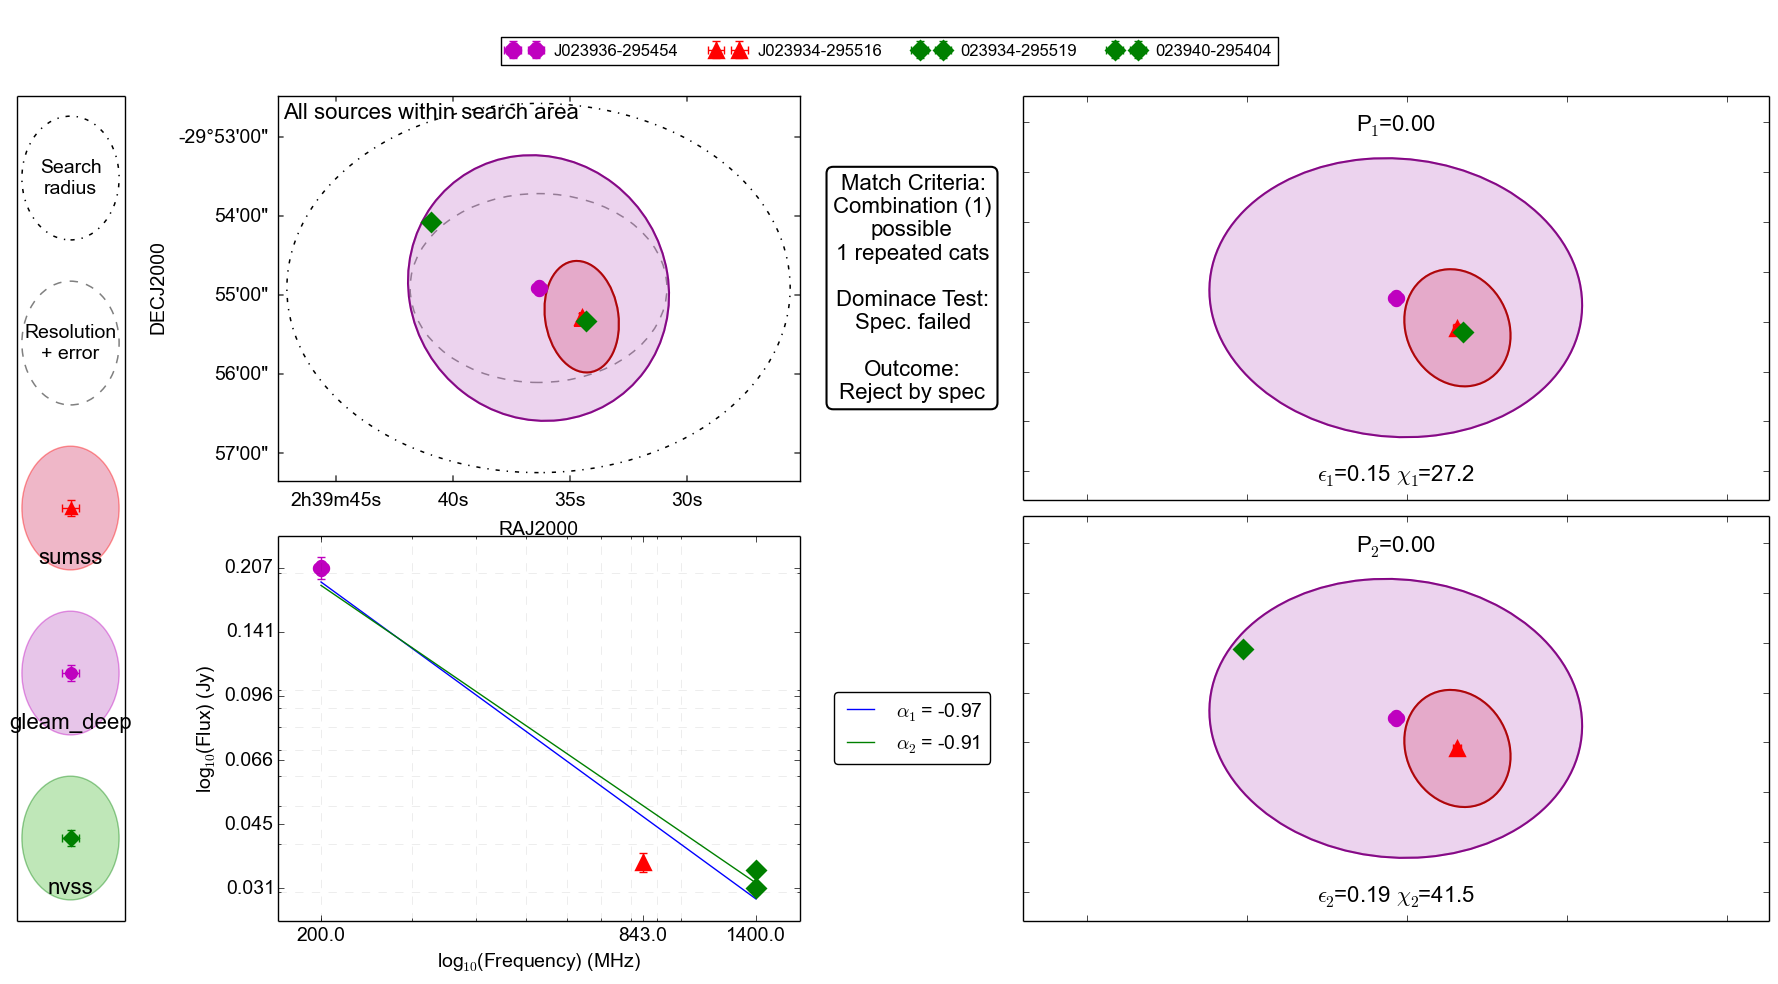 J023936-295454 J023934-295516 023934-295519 023940-295404
Search
radius
Resolution
+ error
sumss
gleam_deep
nvss
All sources within search area
-29°53'00"
54'00"
55'00"
56'00"
57'00"
DECJ2000
2h39m45s 40s 35s 30s
RAJ2000
Match Criteria:
Combination (1)
possible
1 repeated cats
Dominace Test:
Spec. failed
Outcome:
Reject by spec
P1=0.00
ϵ1=0.15 χ1=27.2
0.207
0.141
0.096
0.066
0.045
0.031
log10(Flux) (Jy)
200.0 843.0 1400.0
log10(Frequency) (MHz)
α1 = -0.97
α2 = -0.91
P2=0.00
ϵ2=0.19 χ2=41.5